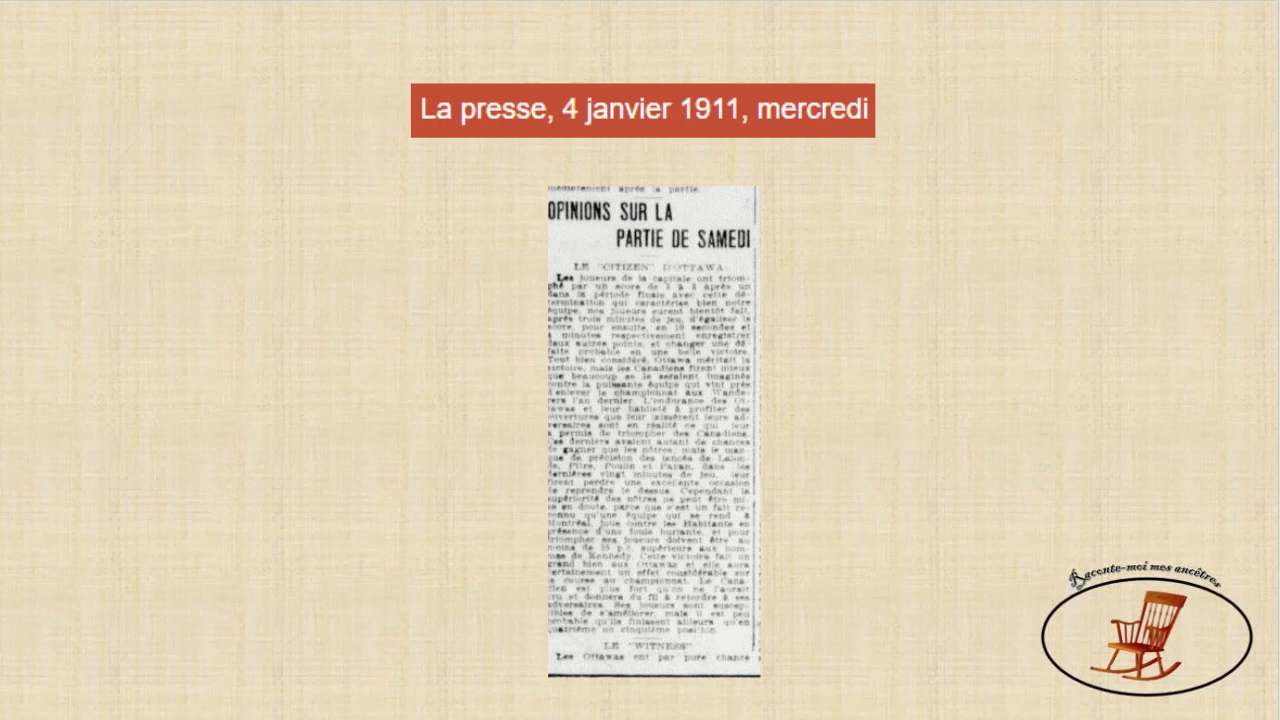 La presse, 4 janvier 1911, mercredi
après la partie.
OPINIONS SUR LA
PARTIE DE SAMEDI
LE "CITIZEN" D'OTTAWA
Les joueurs de la capitale ont triom-
phé par un score de à après un
dans la période finale avec cette dé-
termination qui caractérise bien notre
équipe, nos joueurs eurent bientôt fait,
après trois minutes de jeu, d'égaliser le
score, pour ensuite, en 10 secondes et
minutes respectivement enregistrer
deux autres points, et changer une dé-
faite probable en une belle victoire.
Tout bien considéré, Ottawa méritait la
victoire, mais les Canadiens firent mieux
que beaucoup se le seraient imaginés
contre la puissante équipe qui vint près
d'enlever le championnat aux Wande-
rers l'an dernier. L'endurance des Ot-
tawas et leur habileté à profiter des
ouvertures que leur laissèrent leurs ad-
versaires sont en réalité ce qui leur
a permis de triompher des Canadiens.
Ces derniers avaient autant de chances
de gagner que les nôtres, mais le man-
que de précision des lancés de Lalon-
de, Pitre, Poulin et Payan, dans les
dernières vingt minutes de jeu, leur
firent perdre une excellente occasion
de reprendre le dessus. Cependant la
supériorité des nôtres ne peut être mi-
se en doute, parce que c'est un fait re-
connu qu'une équipe qui se rend à
Montréal, joue contre les Habitants en
présence d'une foule hurlante, et pour
triompher ses joueurs doivent être au
moins de p.c. supérieurs aux hom-
mes de Kennedy. Cette victoire fait un
grand bien aux Ottawas et elle aura
certainement un effet considérable sur
la course au championnat. Le Cana-
dien est plus fort qu'on ne l'aurait
cru et donnera du fil à retordre à ses
adversaires. Ses joueurs sont suscep-
tibles de s'améliorer, mais il est peu
probable qu'ils finissent ailleurs qu'en
quatrième ou cinquième position.
LE "WITNESS"
Les Ottawas ont par pure chance
Raconte-moi mes ancêtres